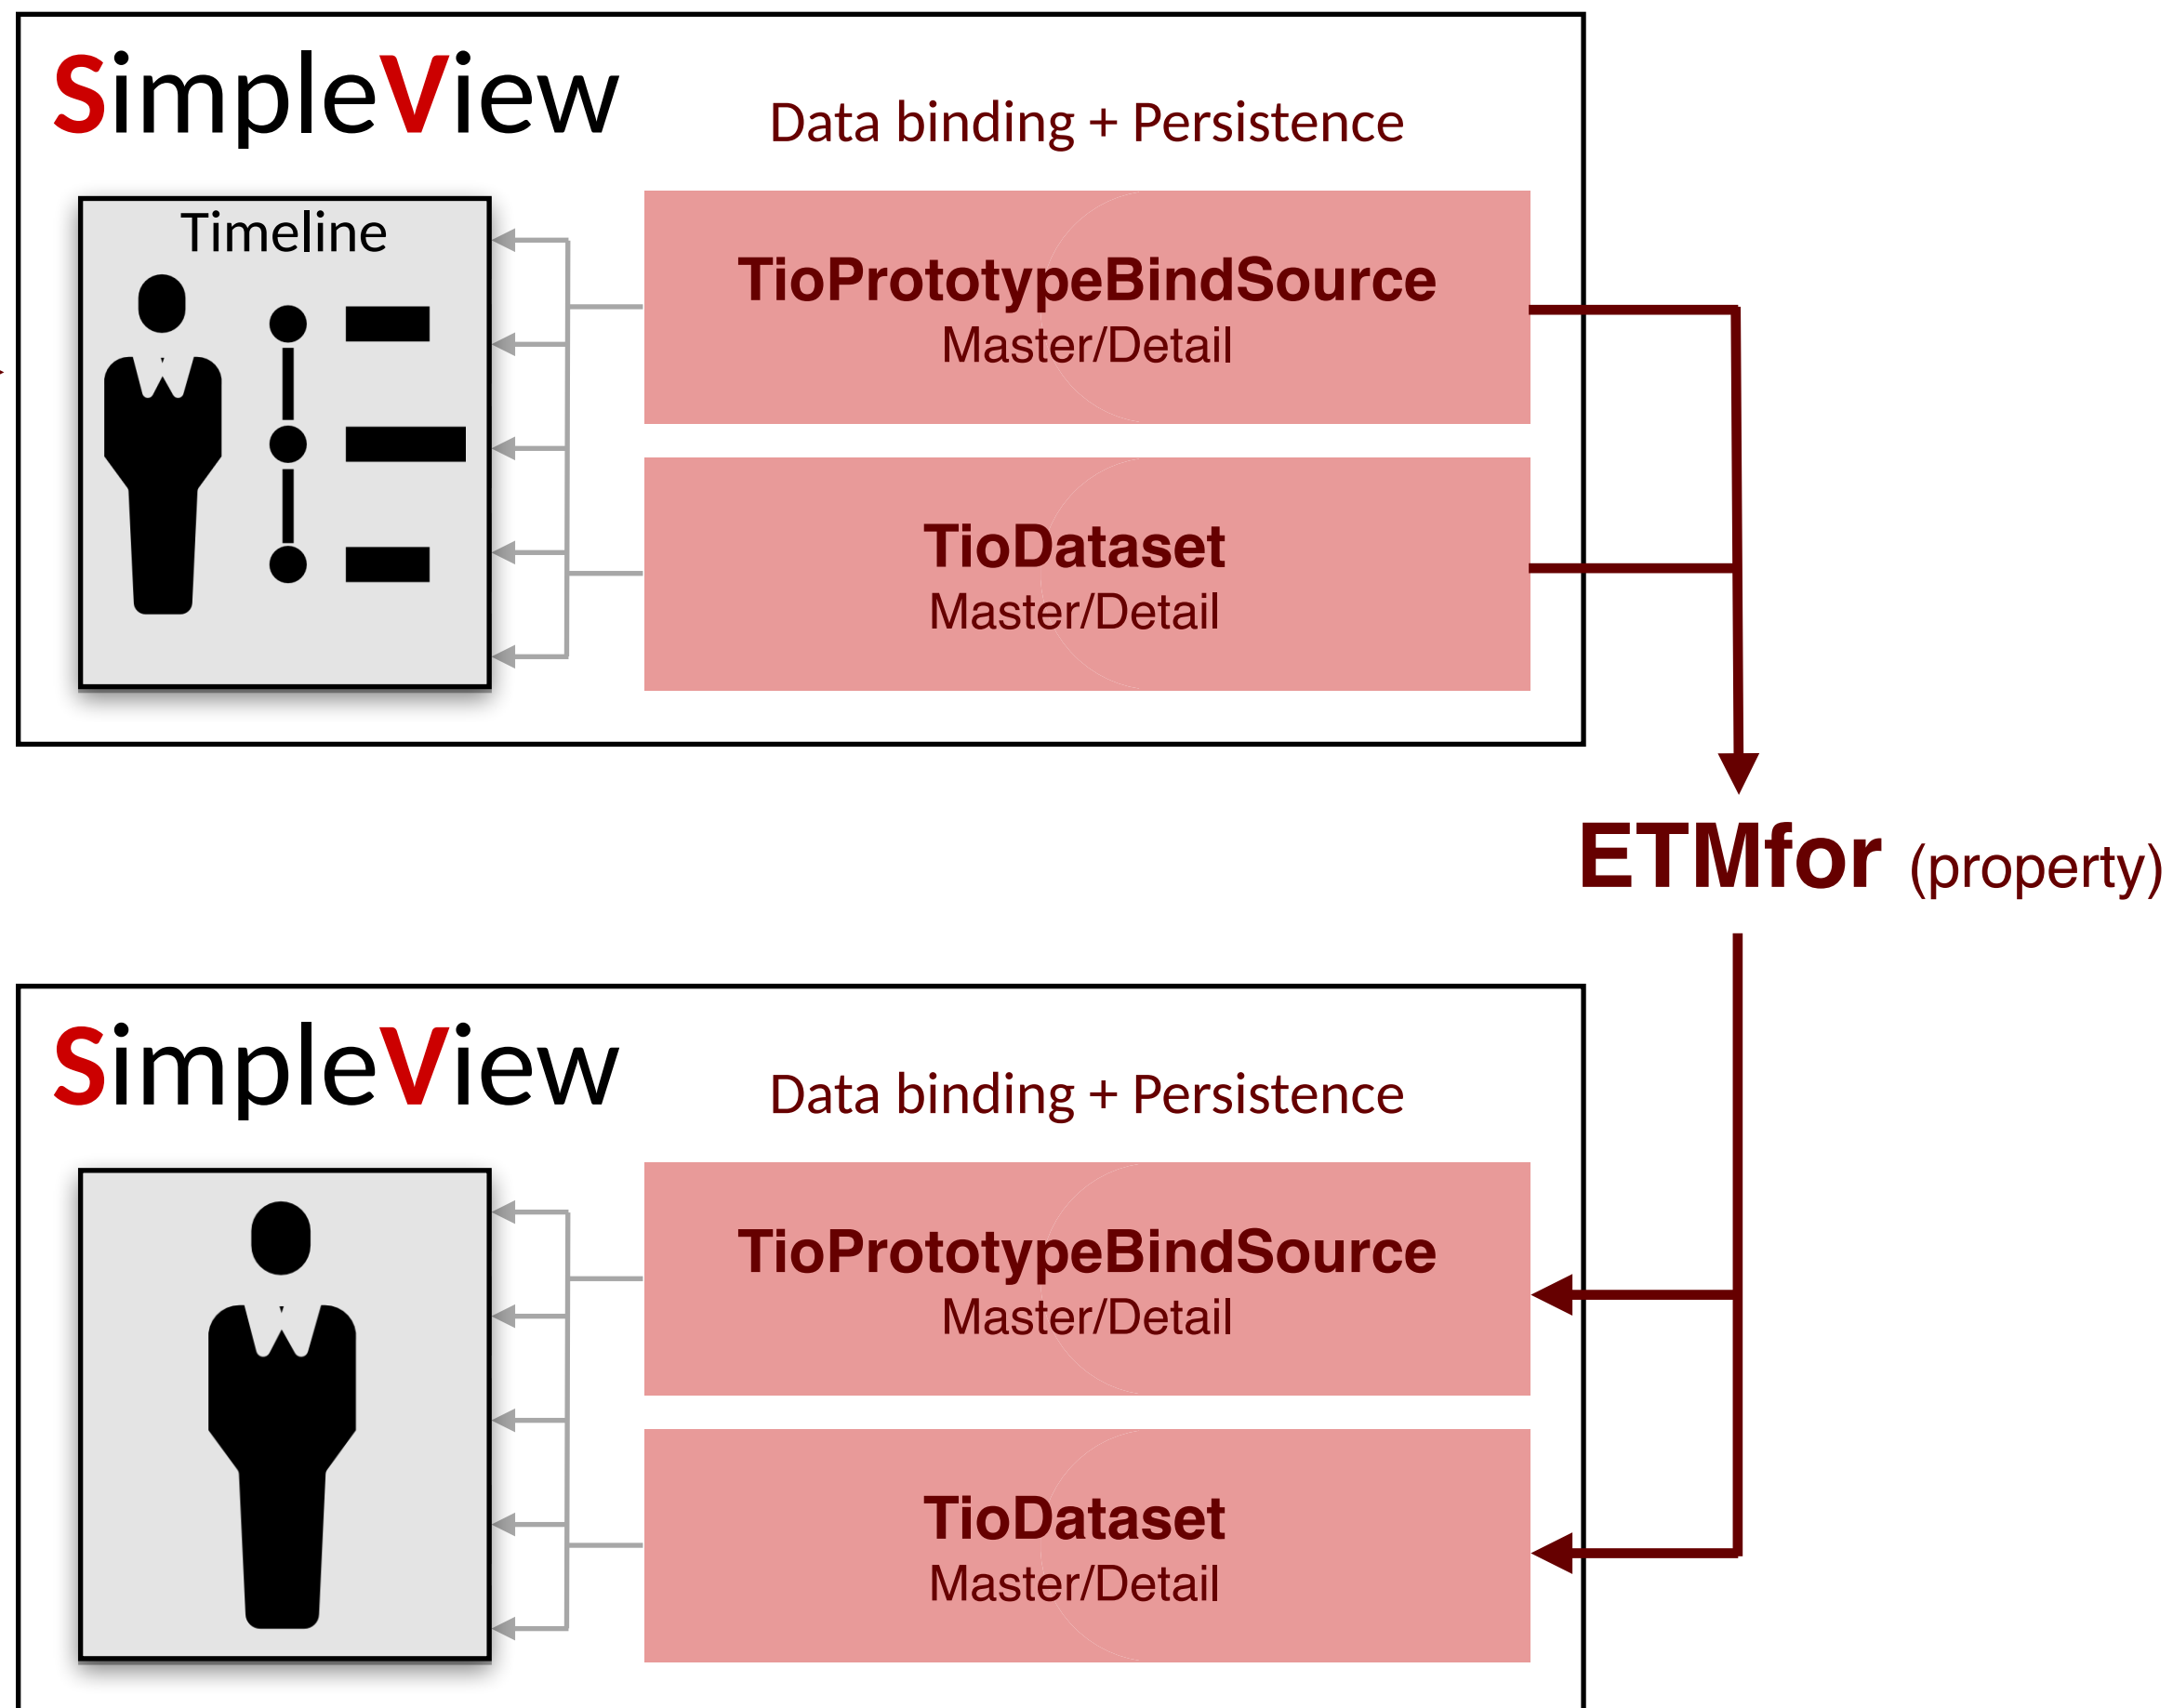 SimpleView
Data binding + Persistence
Timeline
TioPrototypeBindSource
Master/Detail
TioDataset
Master/Detail
ETMfor (property)
SimpleView
Data binding + Persistence
TioPrototypeBindSource
Master/Detail
TioDataset
Master/Detail